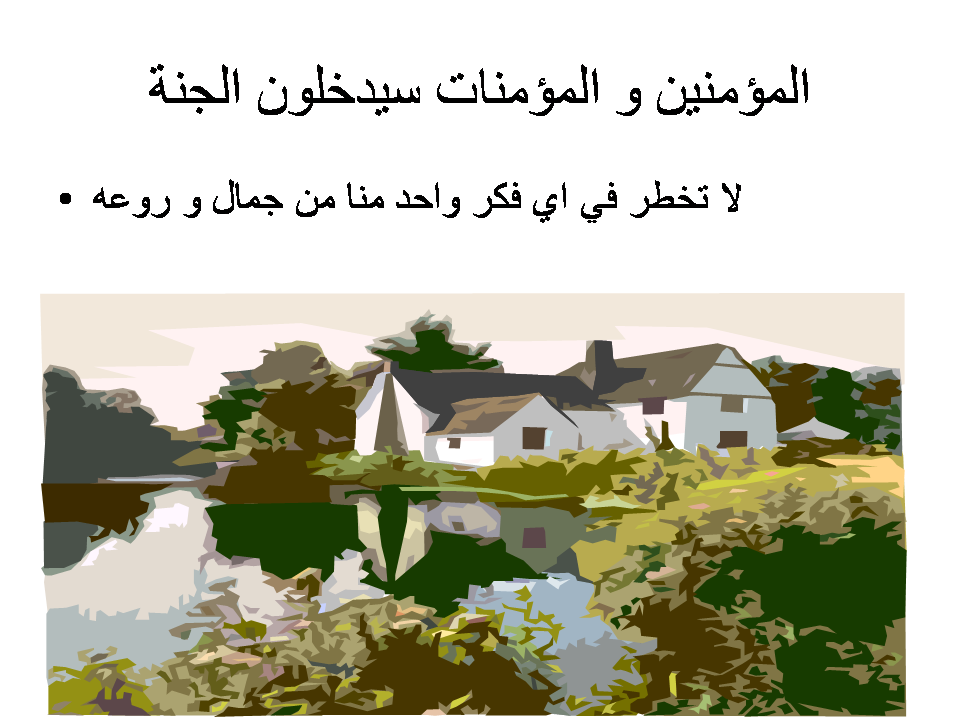 المؤمنين و المؤمنات سيدخلون الجنة
• لا تخطر في اي فكر واحد منا من جمال و روعه